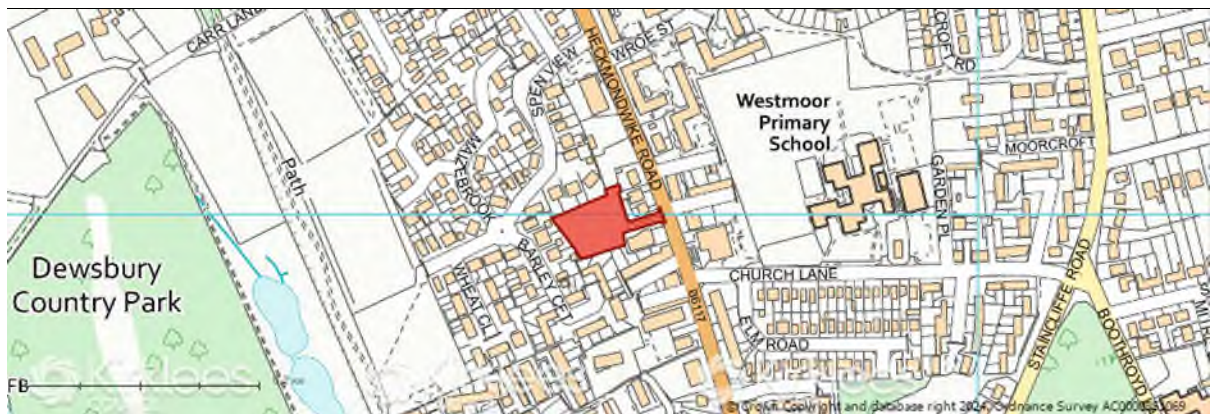 CARR LANE
SPEN VIEW
WROE ST
HECKMONDWIKE ROAD
CROFT RD
Westmoor
Primary
School
MOORCROFT
MAIZEBROOK
Path
GARDEN PL
BARLEY CFT
WHEAT CL
Dewsbury
Country Park
CHURCH LANE
B6117
ELM ROAD
STAINCLIFFE ROAD
BOOTHROYD
FB
Kirklees
© Crown Copyright and database right 2024. Ordnance Survey